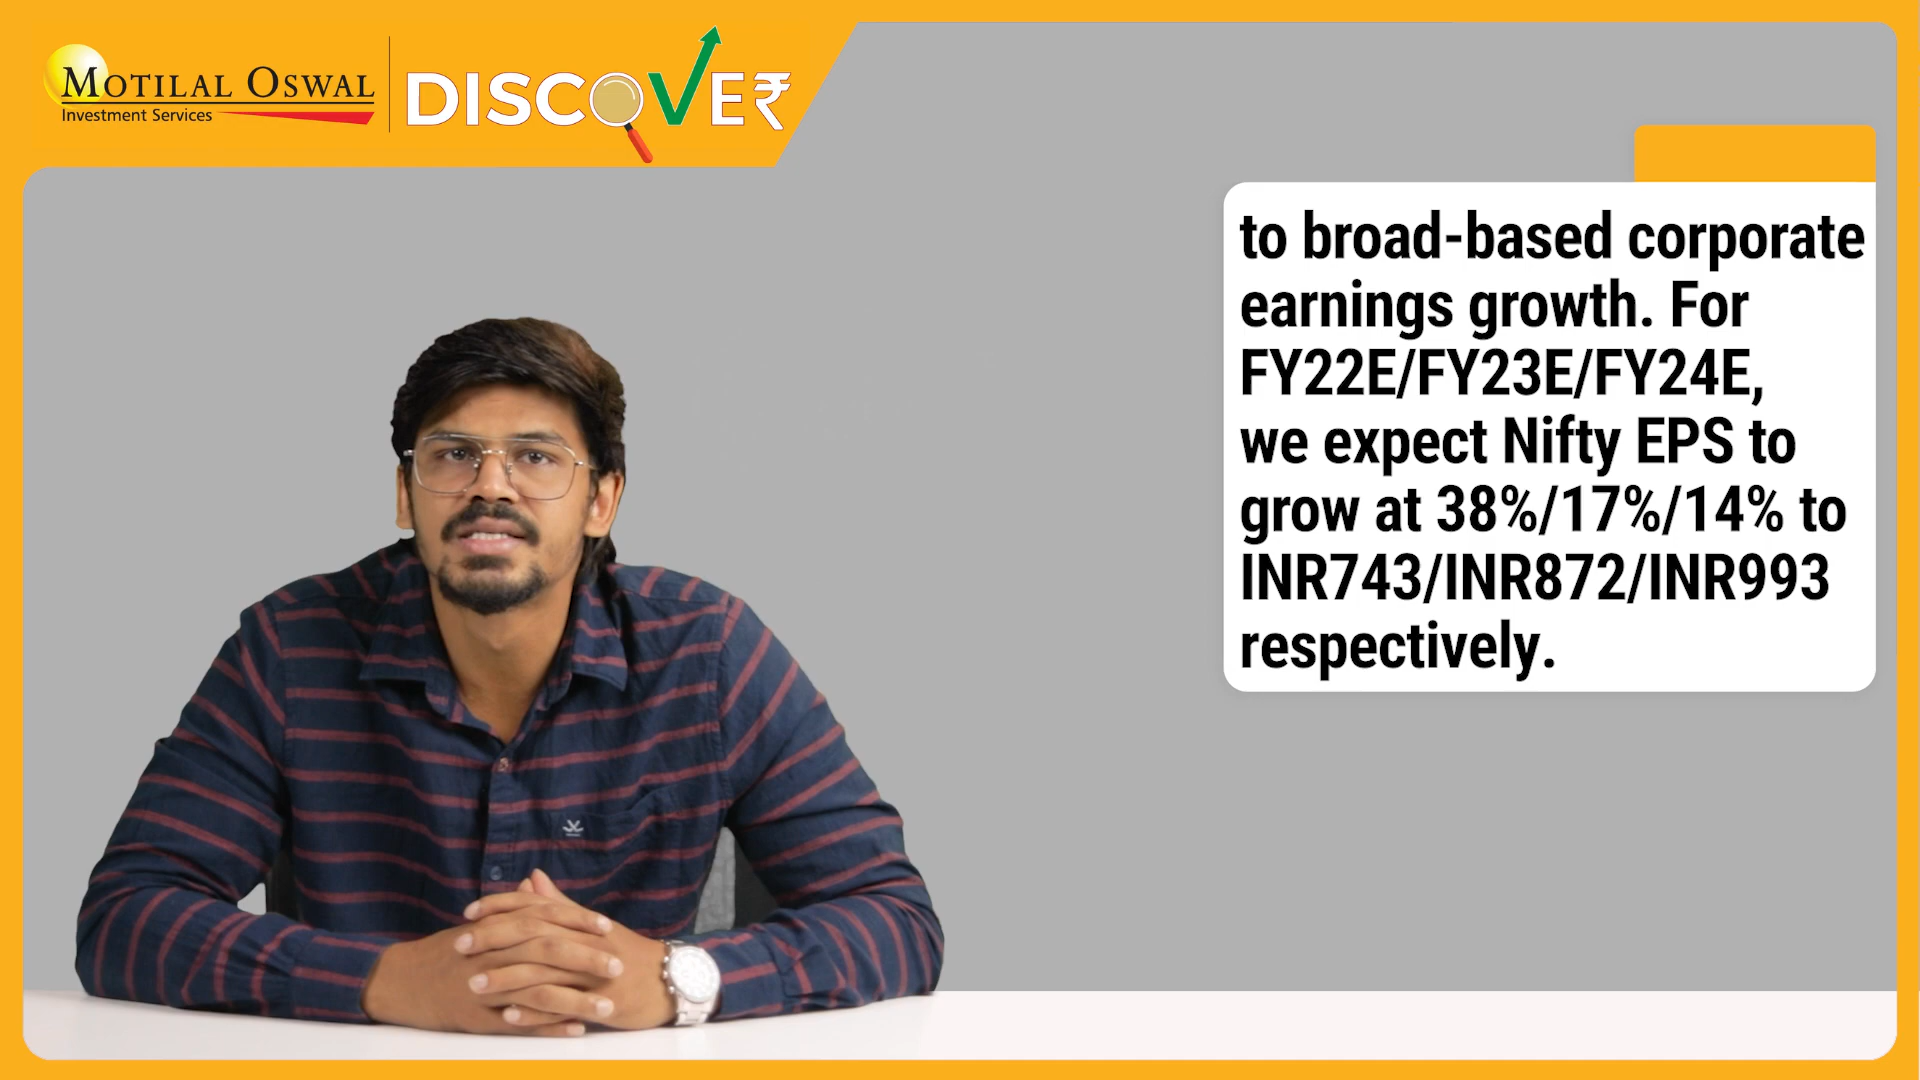 MOTILAL OSWAL
Investment Services
DISCOVE₹
to broad-based corporate
earnings growth. For
FY22E/FY23E/FY24E,
we expect Nifty EPS to
grow at 38%/17%/14% to
INR743/INR872/INR993
respectively.